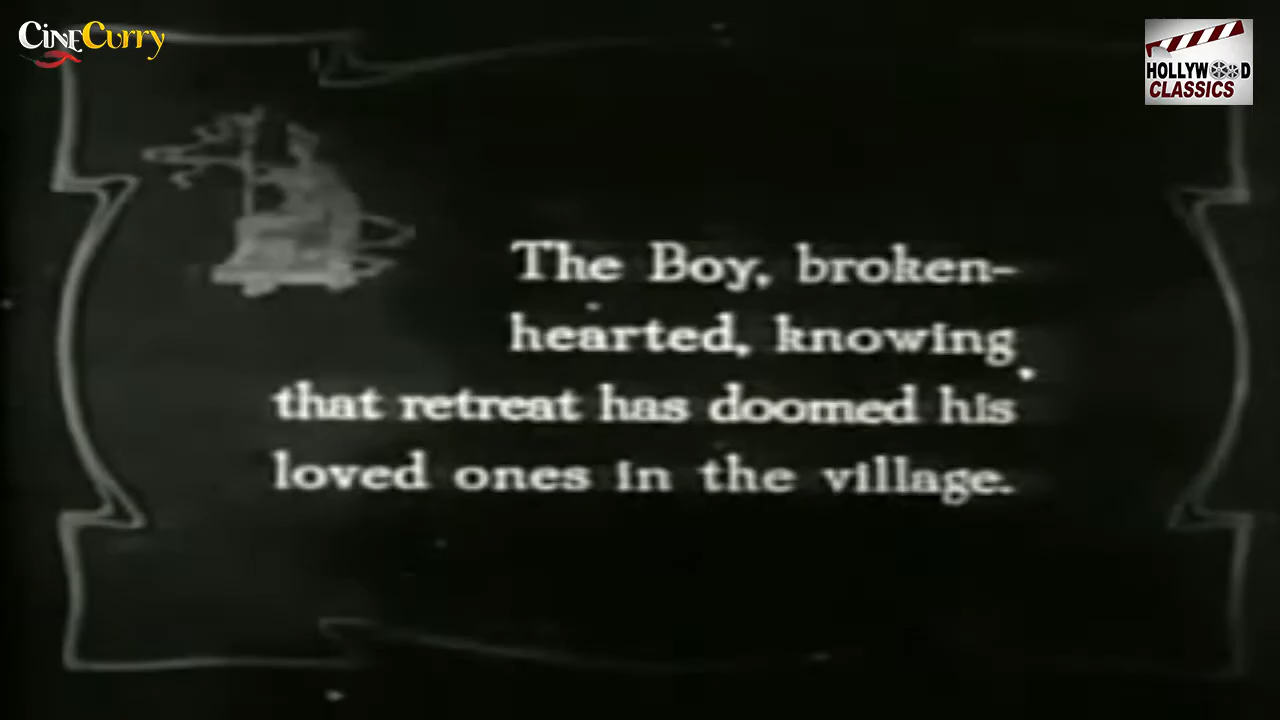 CineCurry
HOLLYWOOD
CLASSICS
The Boy, broken-
hearted, knowing
that retreat has doomed his
loved ones in the village.